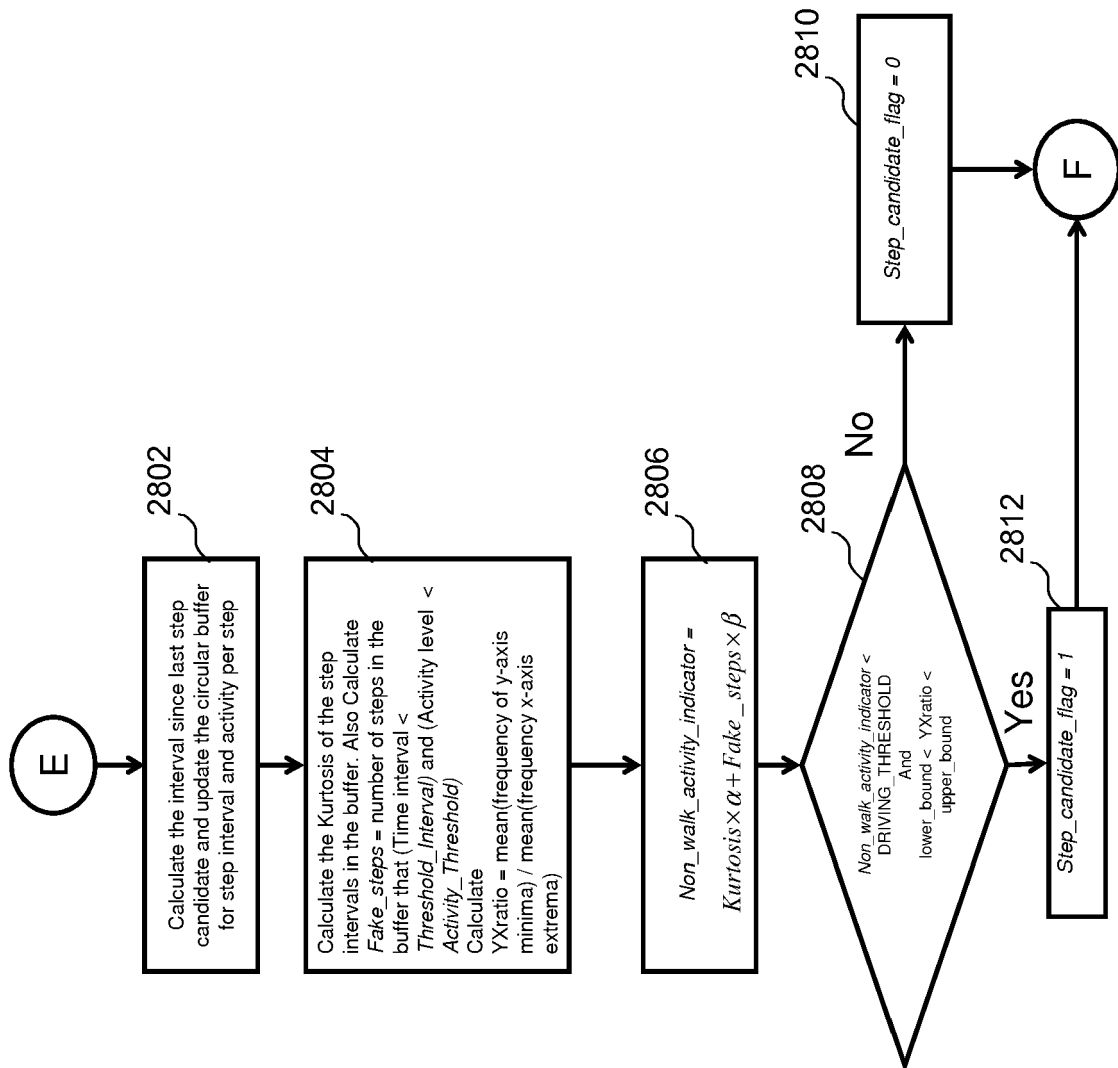 E
2802
Calculate the interval since last step
candidate and update the circular buffer
for step interval and activity per step
2804
Calculate the Kurtosis of the step
intervals in the buffer. Also Calculate
Fake_steps = number of steps in the
buffer that (Time interval <
Threshold_Interval) and (Activity level <
Activity_Threshold)
Calculate
YXratio = mean(frequency of y-axis
minima) / mean(frequency x-axis
extrema)
2806
Non_walk_activity_indicator =
Kurtosis×α+Fake_steps×β
2808
Non_walk_activity_indicator <
DRIVING_THRESHOLD
And
lower_bound < YXratio <
upper_bound
No
2810
Step_candidate_flag = 0
Yes
2812
Step_candidate_flag = 1
F